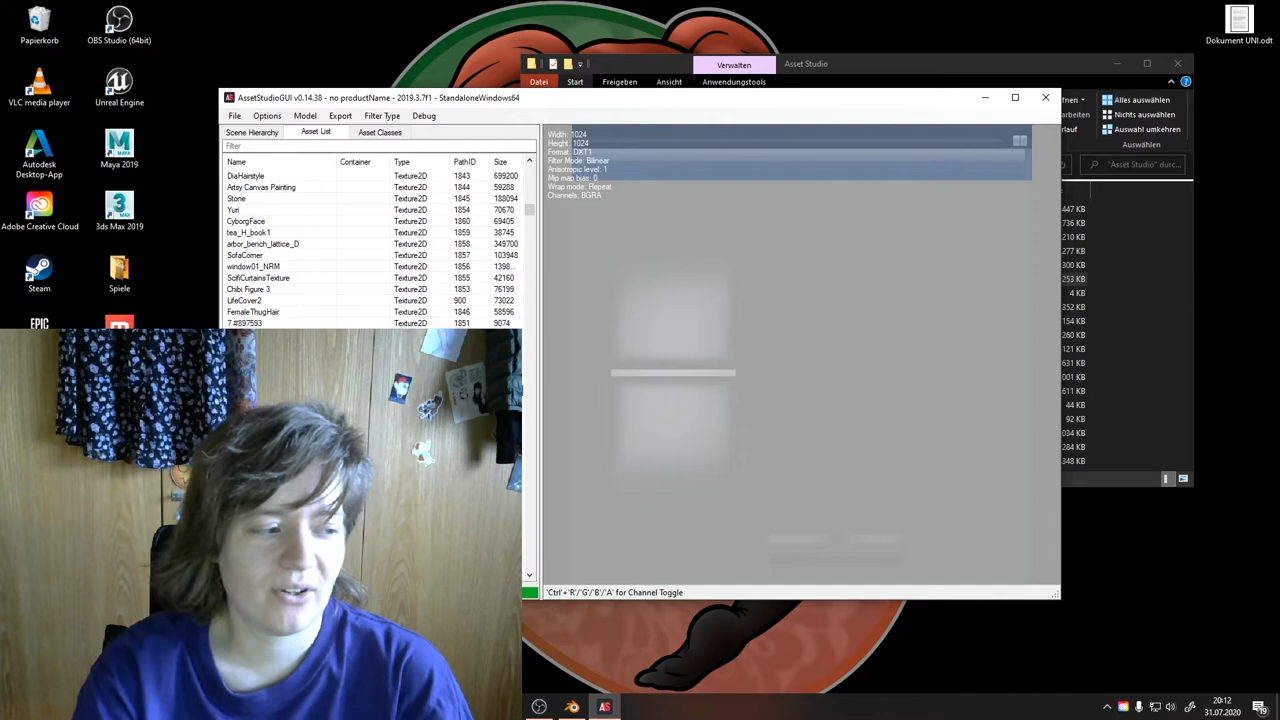 Papierkorb
OBS Studio (64bit)
Dokument UNI.odt
VLC media player
Unreal Engine
Autodesk Desktop-App
Maya 2019
Adobe Creative Cloud
3ds Max 2019
Steam
Spiele
EPIC
Verwalten
Asset Studio
Datei Start Freigeben Ansicht Anwendungstools
Alles auswählen
Nichts auswählen
Auswahl umkehren
Auswählen
"Asset Studio" durc...
AssetStudioGUI v0.14.38 - no productName - 2019.3.7f1 - StandaloneWindows64
File Options Model Export Filter Type Debug
Scene Hierarchy Asset List Asset Classes
Filter
Name Container Type PathID Size
DiaHairstyle Texture2D 1843 699200
Artsy Canvas Painting Texture2D 1844 59288
Stone Texture2D 1845 188094
Yuri Texture2D 1854 70670
CyborgFace Texture2D 1860 69405
tea_H_book1 Texture2D 1859 38745
arbor_bench_lattice_D Texture2D 1858 349700
SofaCorner Texture2D 1857 103948
window01_NRM Texture2D 1856 1398...
ScifiCurtainsTexture Texture2D 1855 42160
Chibi Figure 3 Texture2D 1853 76199
LifeCover2 Texture2D 900 73022
FemaleThugHair Texture2D 1846 58596
7 #897593 Texture2D 1851 9074
Width: 1024
Height: 1024
Format: DXT1
Filter Mode: Bilinear
Anisotropic level: 1
Mip map bias: 0
Wrap mode: Repeat
Channels: BGRA
447 KB
736 KB
210 KB
227 KB
300 KB
253 KB
4 KB
352 KB
154 KB
260 KB
121 KB
361 KB
611 KB
44 KB
92 KB
034 KB
284 KB
348 KB
'Ctrl'+'R'/'G'/'B'/'A' for Channel Toggle
20:12
31.07.2020
19